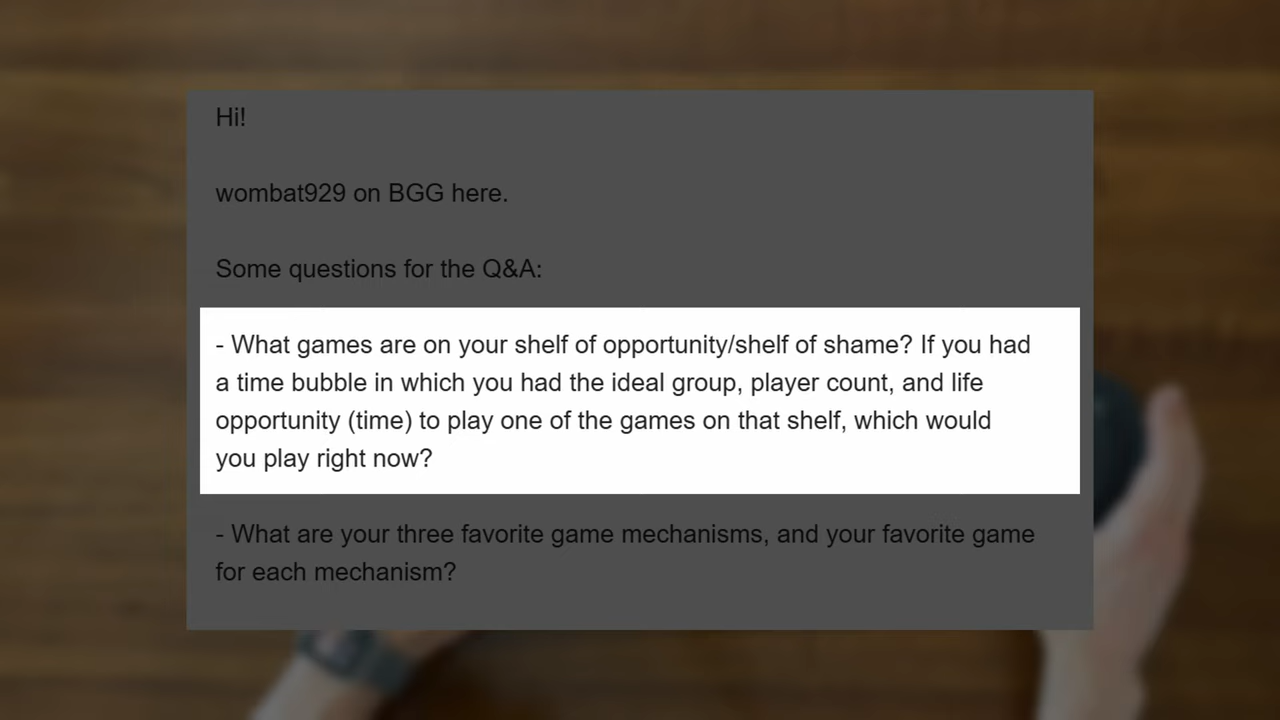 Hi!
wombat929 on BGG here.
Some questions for the Q&A:
- What games are on your shelf of opportunity/shelf of shame? If you had
a time bubble in which you had the ideal group, player count, and life
opportunity (time) to play one of the games on that shelf, which would
you play right now?
- What are your three favorite game mechanisms, and your favorite game
for each mechanism?